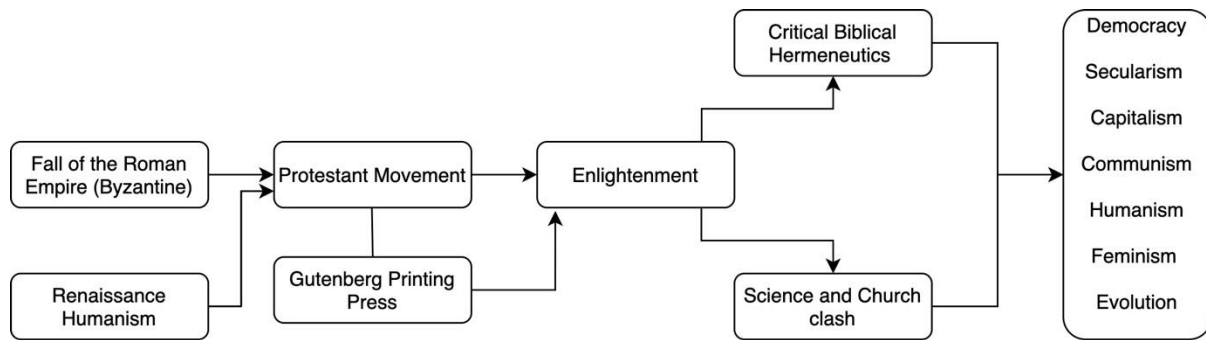 Fall of the Roman
Empire (Byzantine)
Renaissance
Humanism
Protestant Movement
Gutenberg Printing
Press
Enlightenment
Critical Biblical
Hermeneutics
Science and Church
clash
Democracy
Secularism
Capitalism
Communism
Humanism
Feminism
Evolution